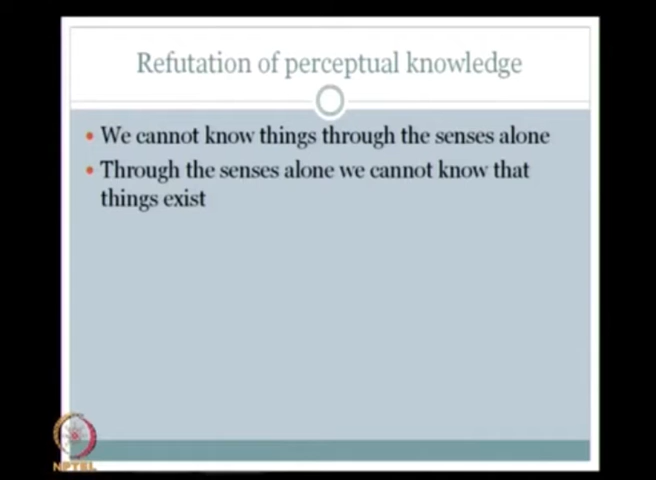 Refutation of perceptual knowledge
• We cannot know things through the senses alone
• Through the senses alone we cannot know that
things exist
NPTEL